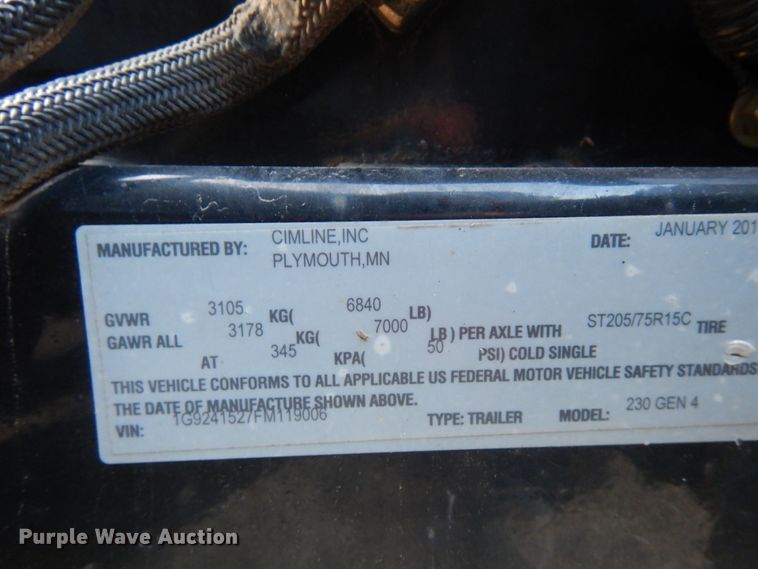 MANUFACTURED BY: CIMLINE,INC DATE: JANUARY 201
PLYMOUTH,MN
GVWR 3105 KG( 6840 LB)
GAWR ALL 3178 KG( 7000 LB) PER AXLE WITH ST205/75R15C TIRE
AT 345 KPA( 50 PSI) COLD SINGLE
THIS VEHICLE CONFORMS TO ALL APPLICABLE US FEDERAL MOTOR VEHICLE SAFETY STANDARDS
THE DATE OF MANUFACTURE SHOWN ABOVE.
VIN: 1G9241527FM119006 TYPE: TRAILER MODEL: 230 GEN 4
Purple Wave Auction